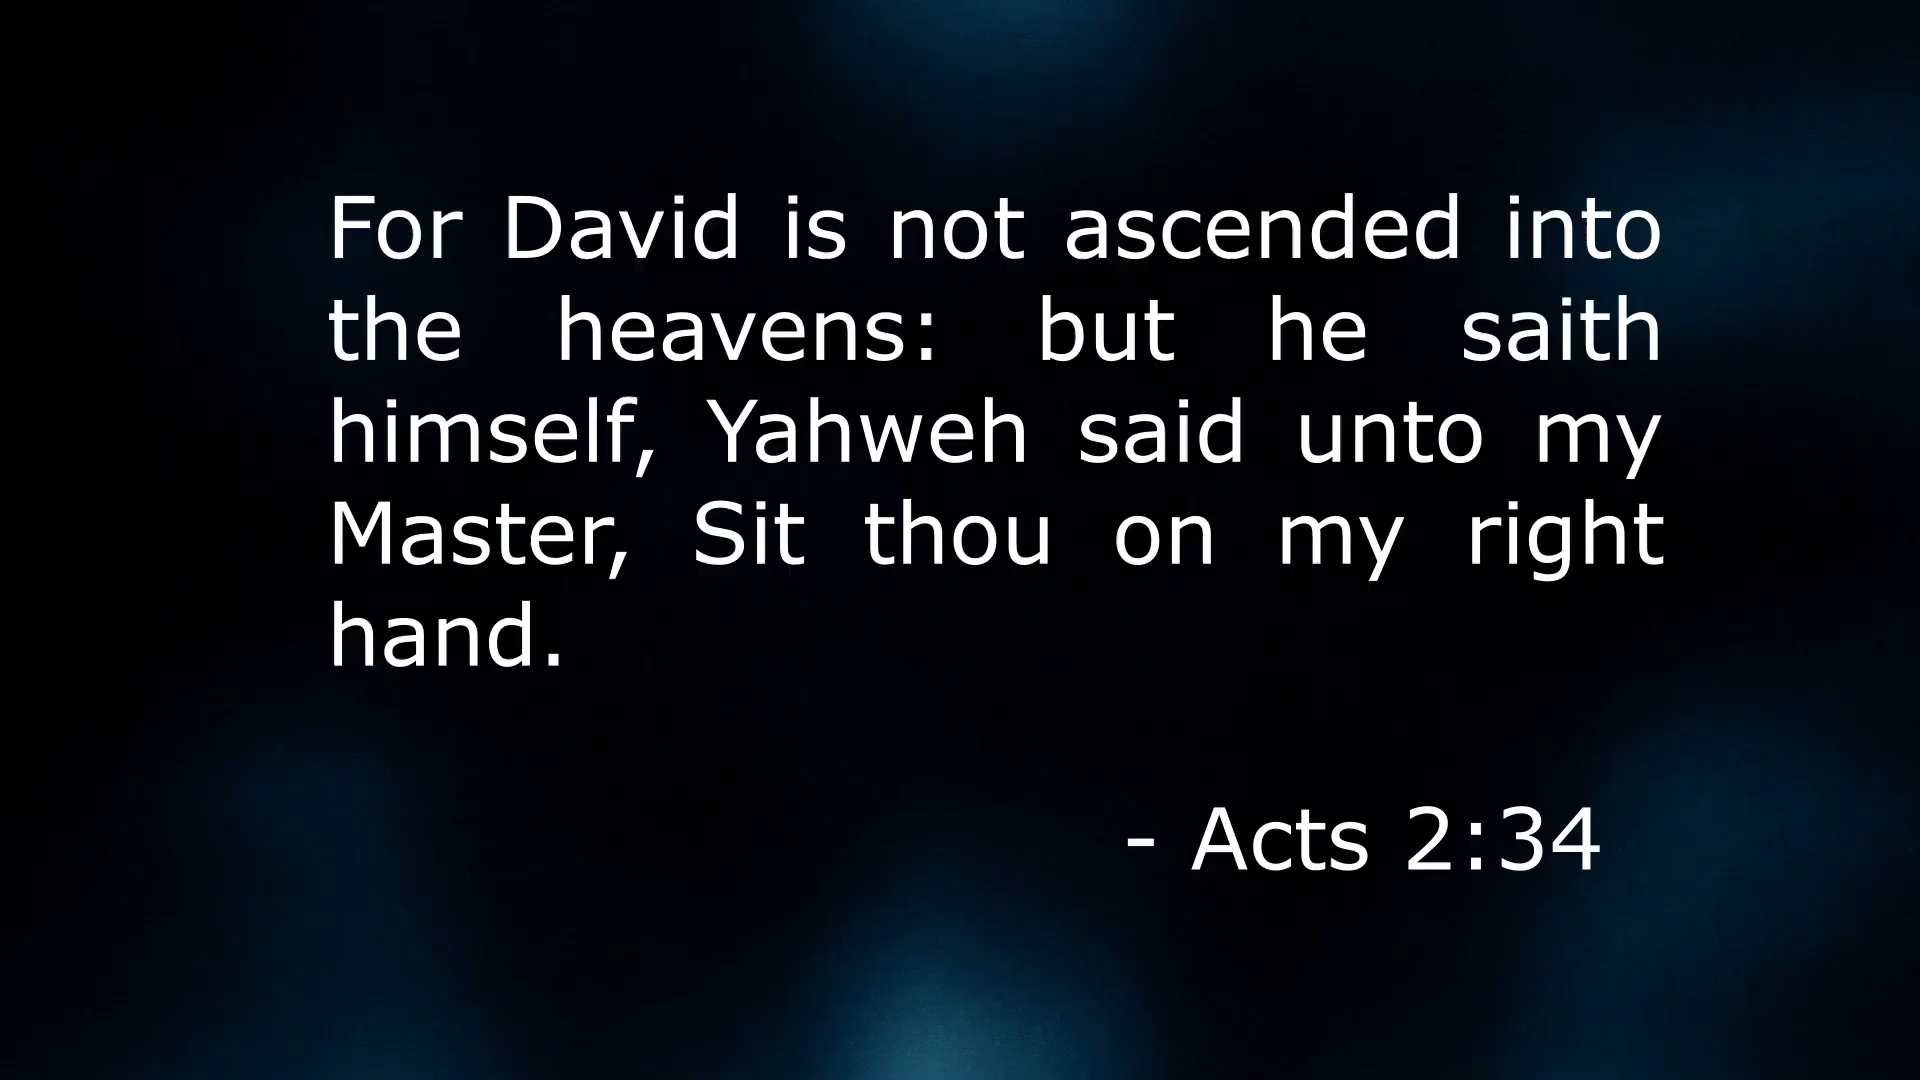 For David is not ascended into
the heavens: but he saith
himself, Yahweh said unto my
Master, Sit thou on my right
hand.
- Acts 2:34